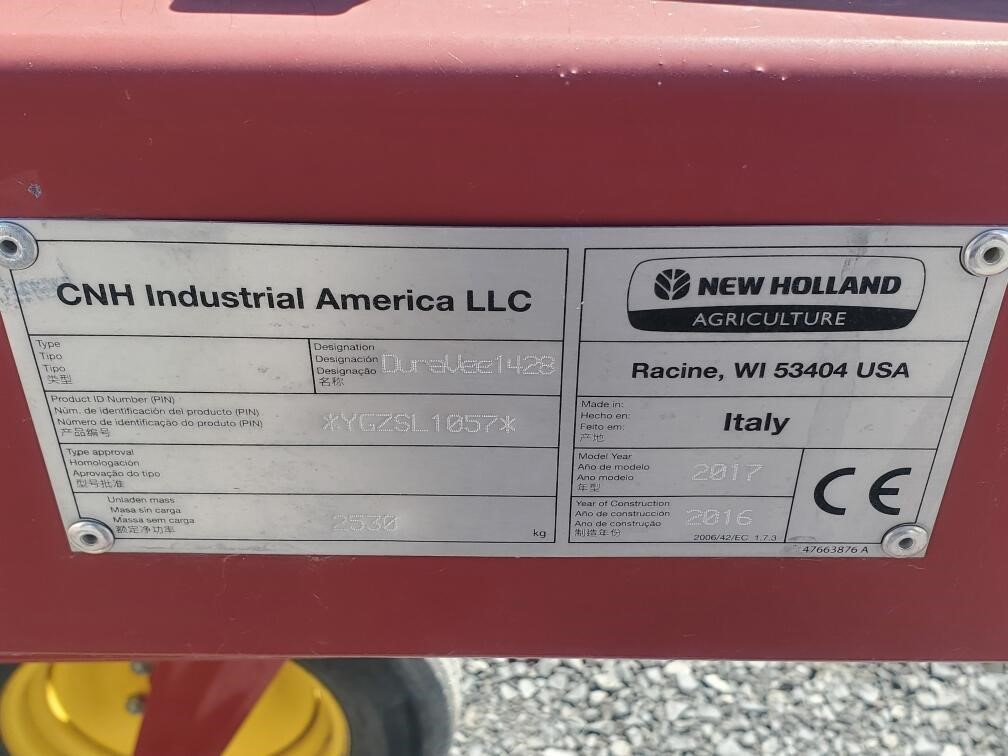 CNH Industrial America LLC
Type
Tipo
Tipo
类型
Designation
Designación
Designação
名称
DuraVee1428
Product ID Number (PIN)
Núm. de identificación del producto (PIN)
Número de identificação do produto (PIN)
产品编号
*YGZSL1057*
Type approval
Homologación
Aprovação do tipo
型号批准
Unladen mass
Masa sin carga
Massa sem carga
额定净功率
2530
kg
NEW HOLLAND
AGRICULTURE
Racine, WI 53404 USA
Made in:
Hecho en:
Feito em:
产地
Italy
Model Year
Año de modelo
Ano modelo
年型
2017
Year of Construction
Año de construcción
Ano de construção
制造年份
2016
2006/42/EC 1.7.3
CE
47663876 A